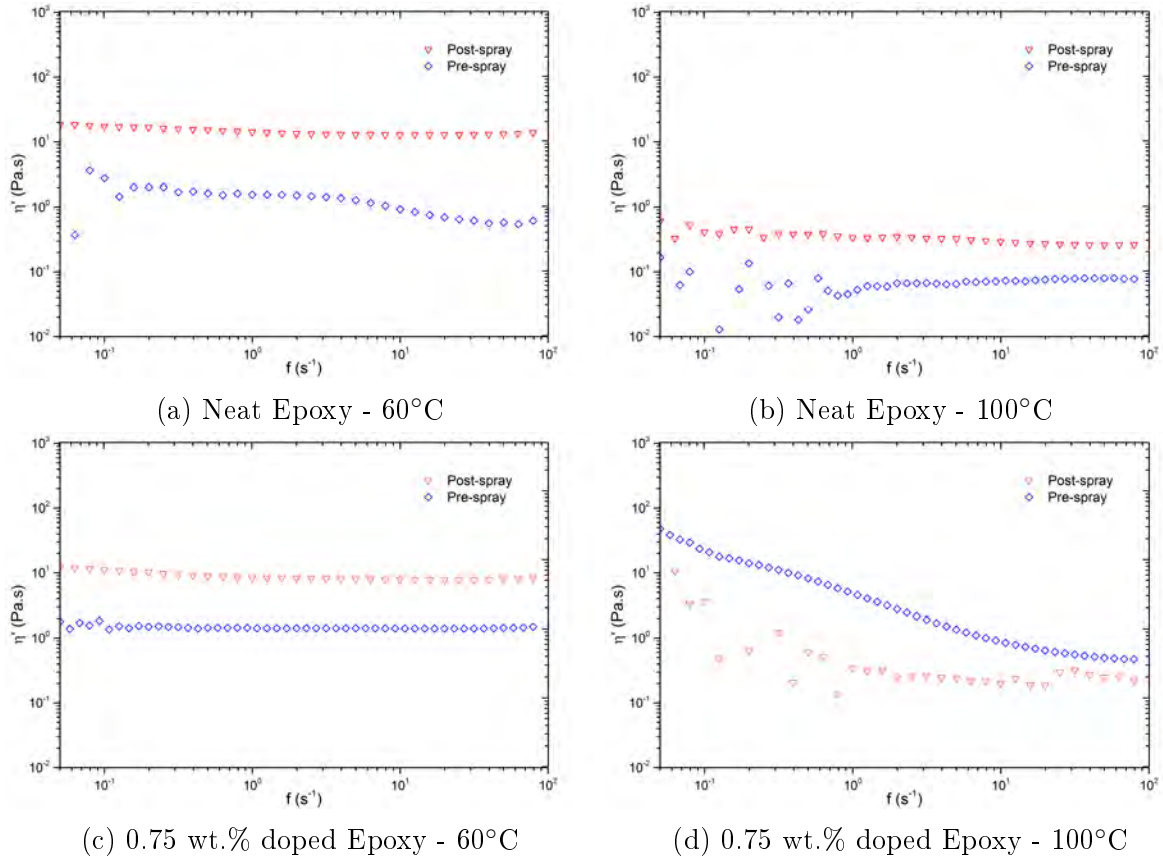 10³
10²
10¹
10⁰
10⁻¹
10⁻²
η' (Pa.s)
Post-spray
Pre-spray
10⁻¹ 10⁰ 10¹ 10²
f (s⁻¹)
(a) Neat Epoxy - 60°C
10³
10²
10¹
10⁰
10⁻¹
10⁻²
η' (Pa.s)
Post-spray
Pre-spray
10⁻¹ 10⁰ 10¹ 10²
f (s⁻¹)
(b) Neat Epoxy - 100°C
10³
10²
10¹
10⁰
10⁻¹
10⁻²
η' (Pa.s)
Post-spray
Pre-spray
10⁻¹ 10⁰ 10¹ 10²
f (s⁻¹)
(c) 0.75 wt.% doped Epoxy - 60°C
10³
10²
10¹
10⁰
10⁻¹
10⁻²
η' (Pa.s)
Post-spray
Pre-spray
10⁻¹ 10⁰ 10¹ 10²
f (s⁻¹)
(d) 0.75 wt.% doped Epoxy - 100°C